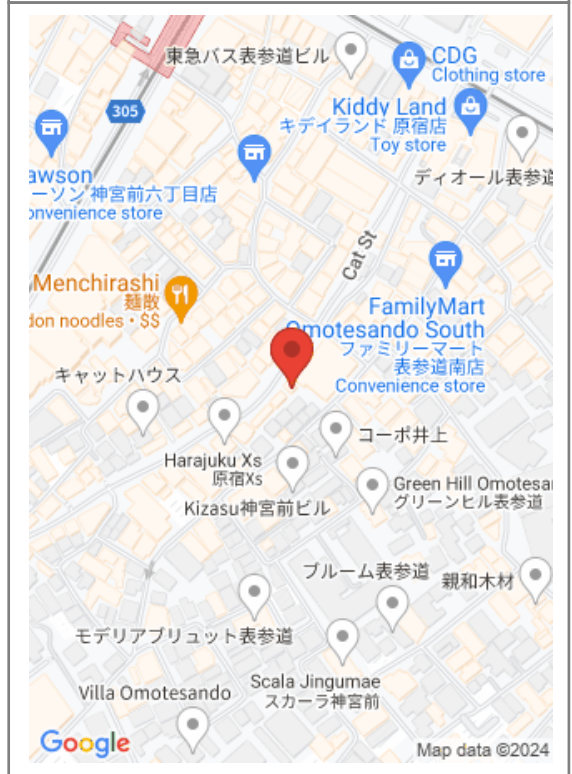 東急バス表参道ビル
CDG
Clothing store
305
Kiddy Land
キデイランド 原宿店
Toy store
awson
ーソン 神宮前六丁目店
onvenience store
ディオール表参道
Cat St
Menchirashi
麺散
don noodles・$$
FamilyMart
Omotesando South
ファミリーマート
表参道南店
Convenience store
キャットハウス
コーポ井上
Harajuku Xs
原宿Xs
Green Hill Omotesa
グリーンヒル表参道
Kizasu神宮前ビル
ブルーム表参道
親和木材
モデリアブリュット表参道
Scala Jingumae
スカーラ神宮前
Villa Omotesando
Google
Map data ©2024